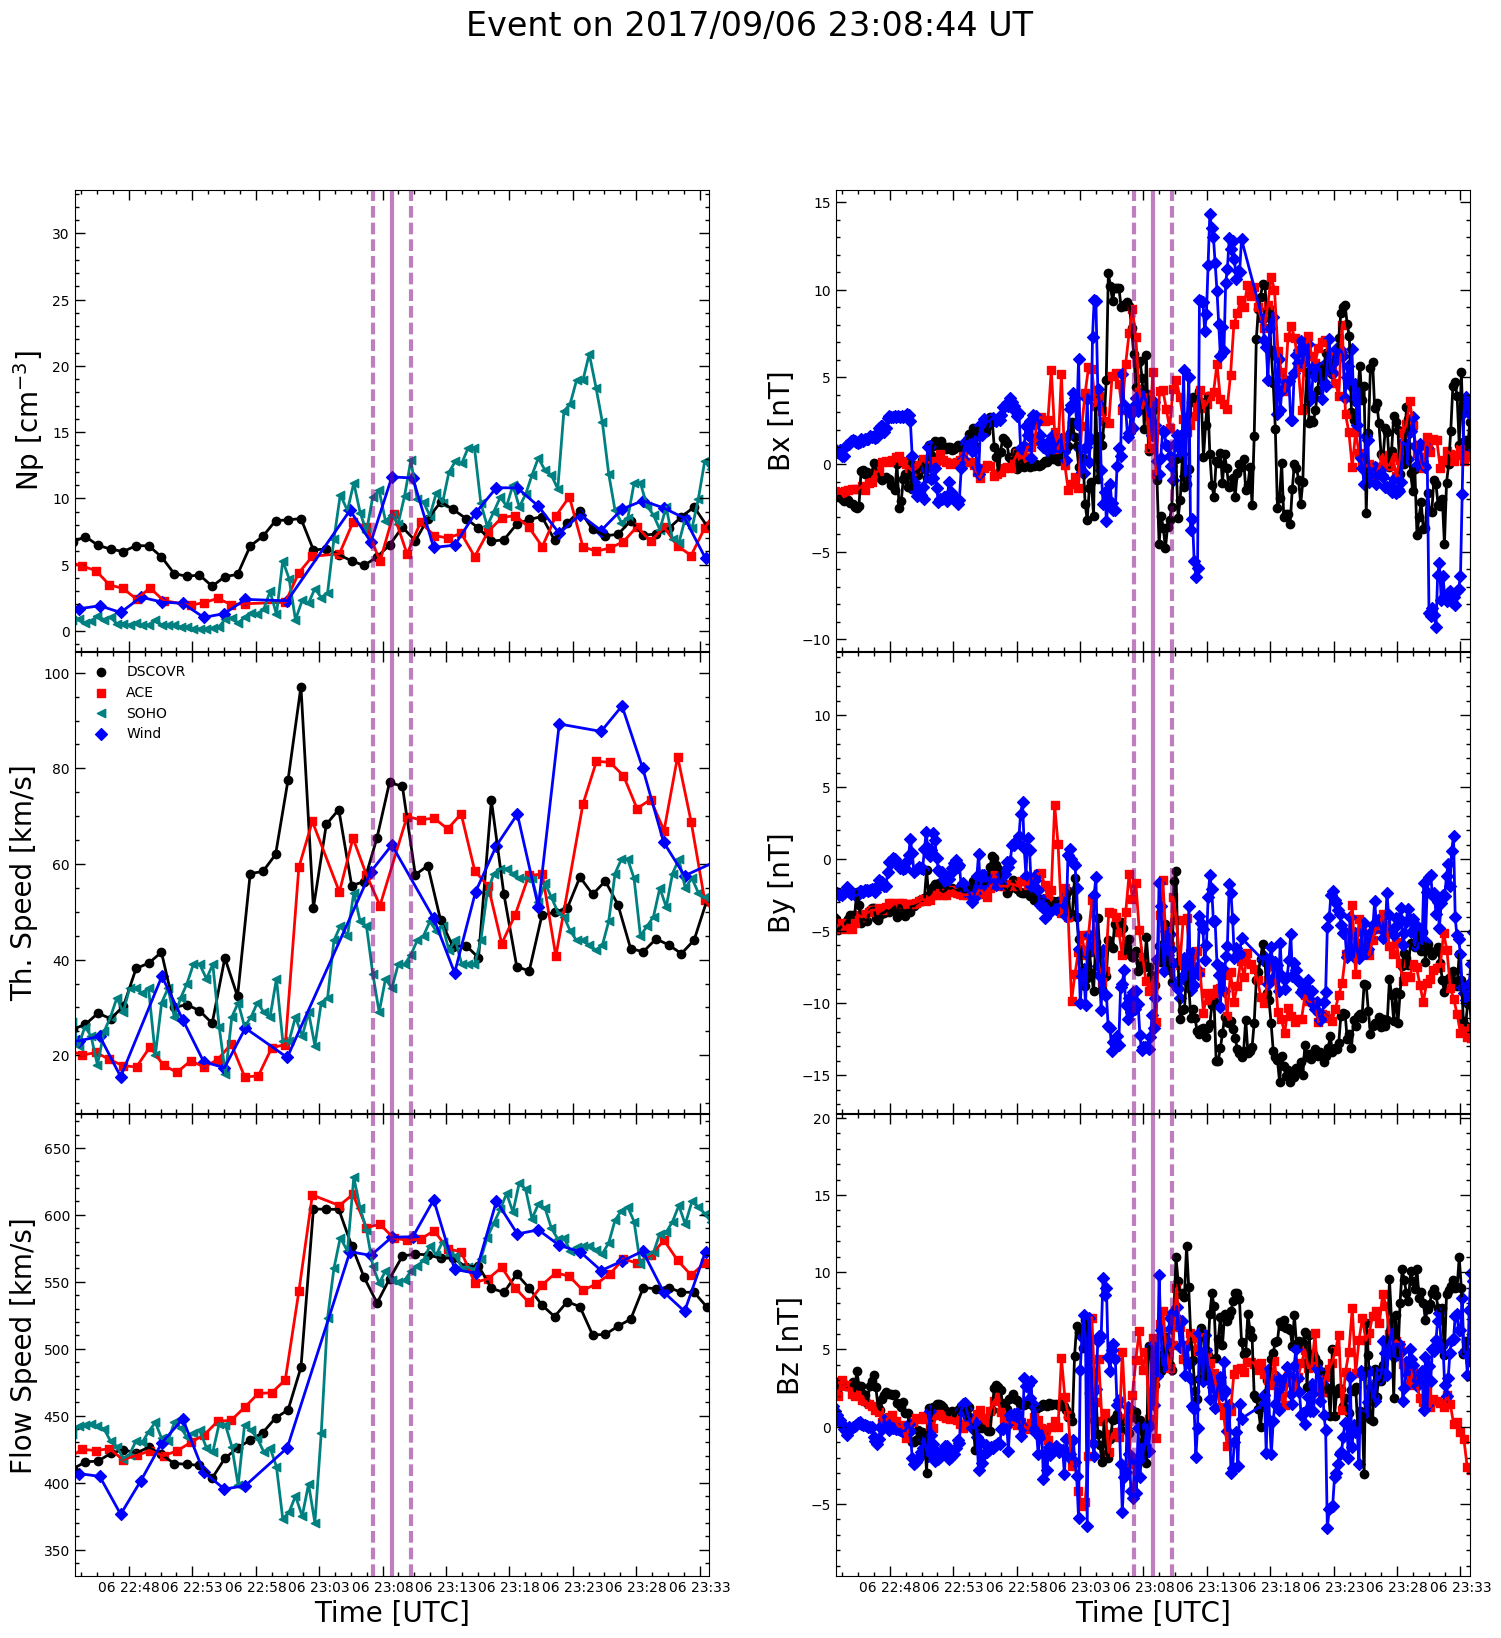 Event on 2017/09/06 23:08:44 UT
Np [cm⁻³]
30
25
20
15
10
5
0
Bx [nT]
15
10
5
0
−5
−10
Th. Speed [km/s]
100
80
60
40
20
DSCOVR
ACE
SOHO
Wind
By [nT]
10
5
0
−5
−10
−15
Flow Speed [km/s]
650
600
550
500
450
400
350
Bz [nT]
20
15
10
5
0
−5
06 22:48 06 22:53 06 22:58 06 23:03 06 23:08 06 23:13 06 23:18 06 23:23 06 23:28 06 23:33
Time [UTC]
06 22:48 06 22:53 06 22:58 06 23:03 06 23:08 06 23:13 06 23:18 06 23:23 06 23:28 06 23:33
Time [UTC]